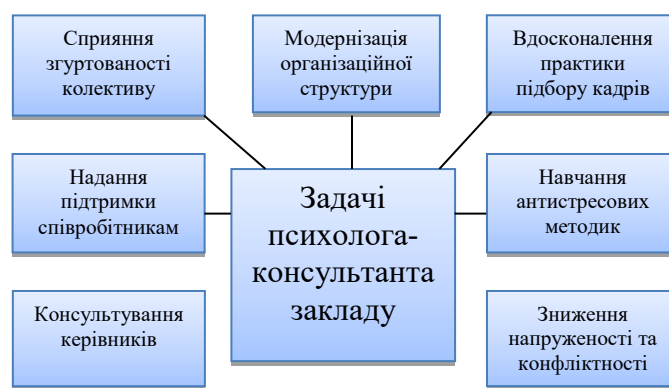 Сприяння
згуртованості
колективу
Модернізація
організаційної
структури
Вдосконалення
практики
підбору кадрів
Надання
підтримки
співробітникам
Задачі
психолога-
консультанта
закладу
Навчання
антистресових
методик
Консультування
керівників
Зниження
напруженості та
конфліктності